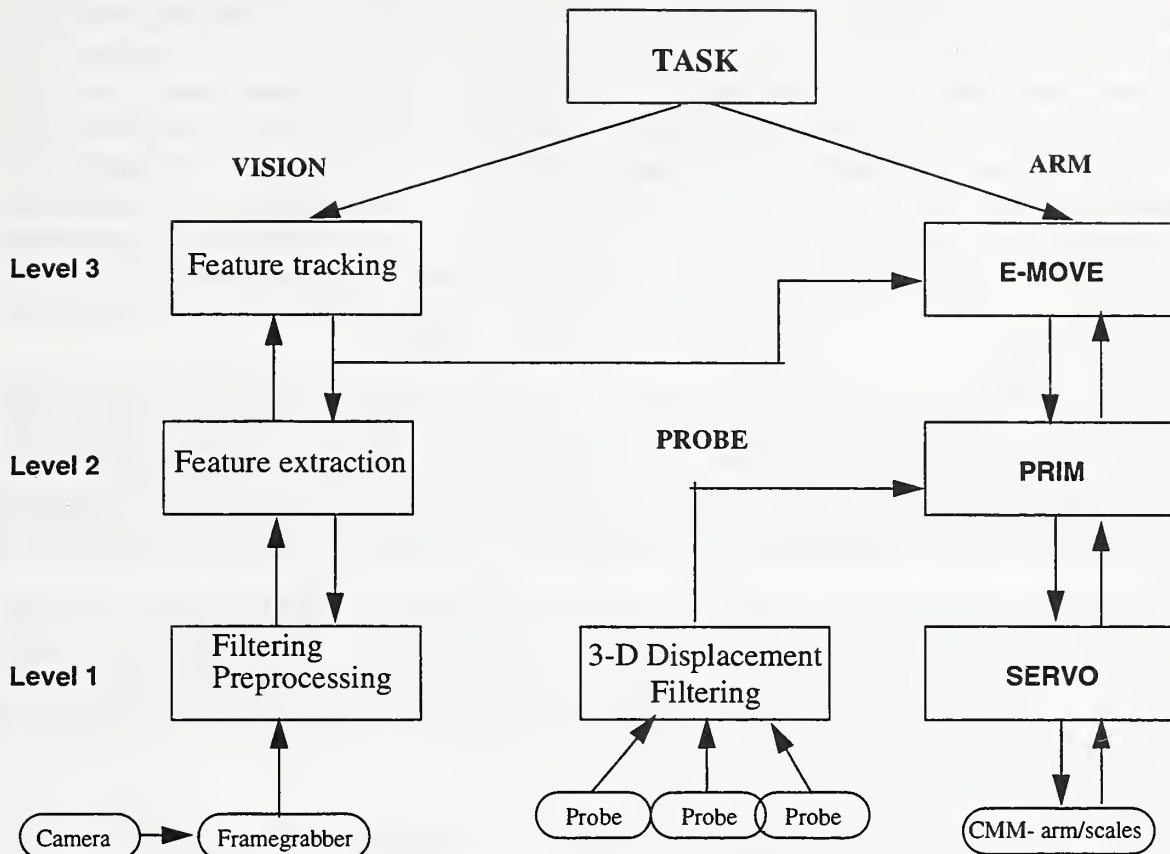 TASK
VISION
ARM
Level 3
Feature tracking
E-MOVE
Level 2
Feature extraction
PROBE
PRIM
Level 1
Filtering
Preprocessing
3-D Displacement
Filtering
SERVO
Camera
Framegrabber
Probe
Probe
Probe
CMM- arm/scales